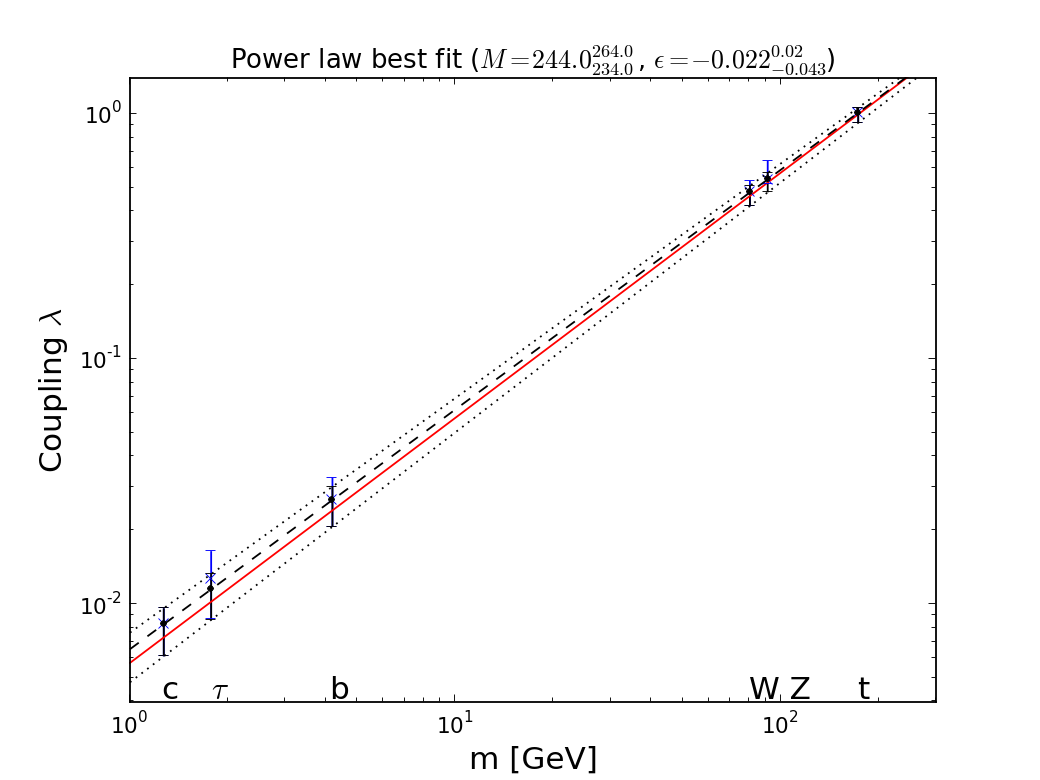 Power law best fit (M=244.0^{264.0}_{234.0}, ϵ=−0.022^{0.02}_{−0.043})
Coupling λ
10^0
10^{-1}
10^{-2}
c τ b W Z t
10^0 10^1 10^2
m [GeV]